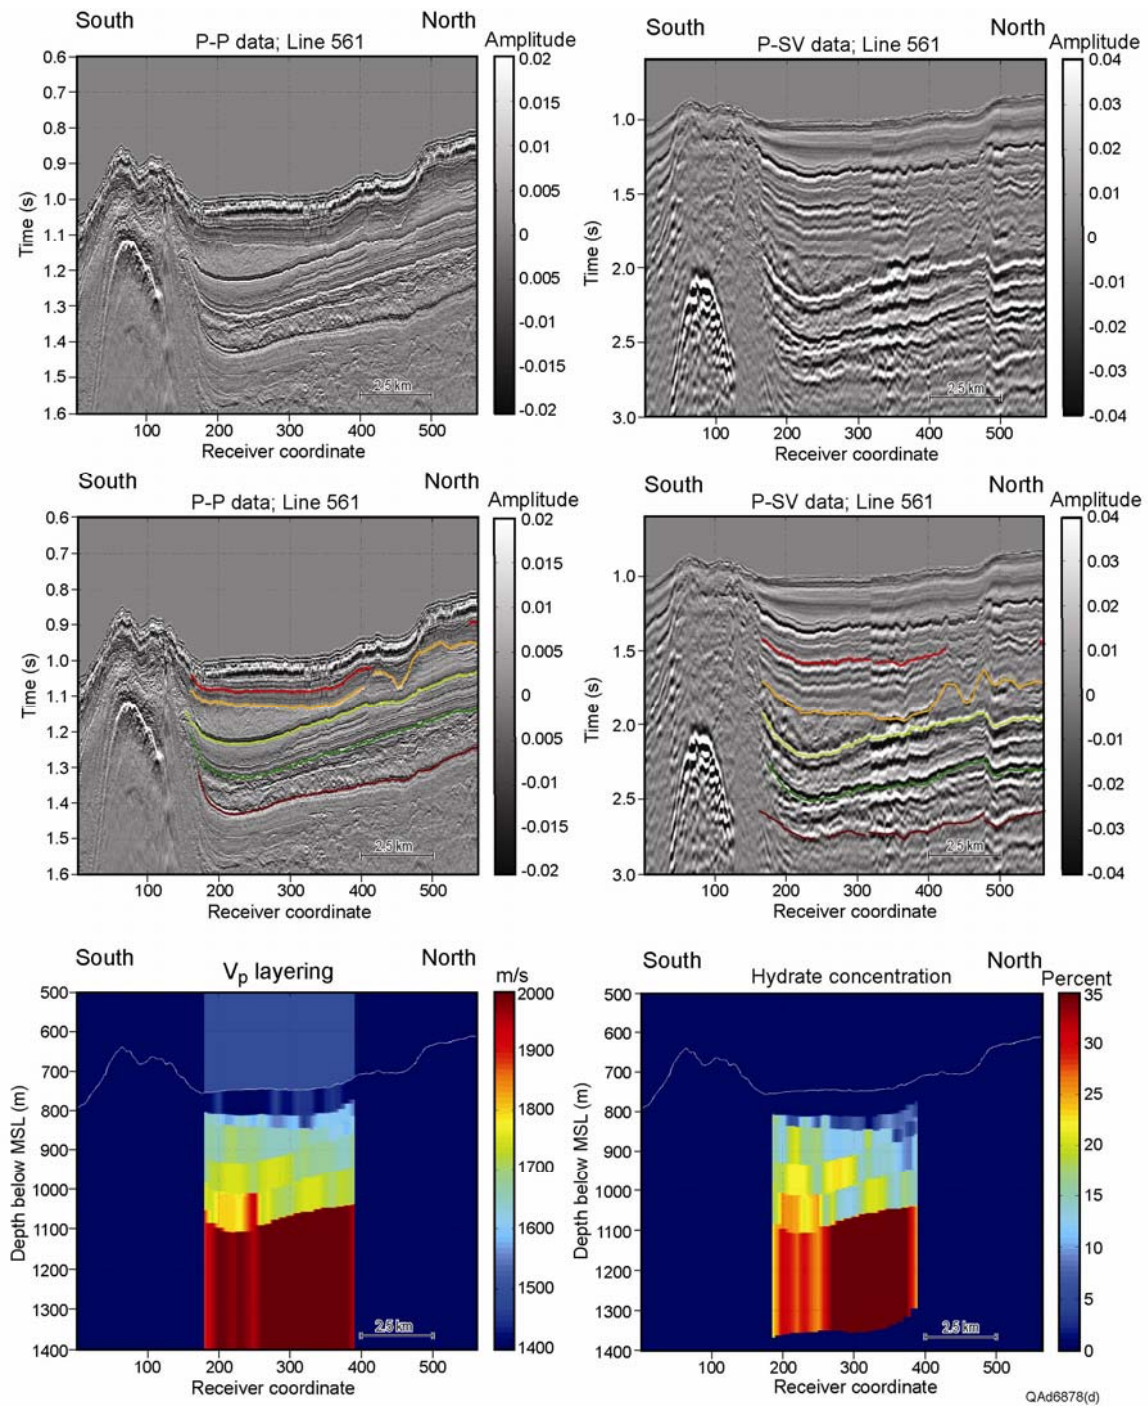 South North
P-P data; Line 561
Amplitude
0.6
0.7
0.8
0.9
1.0
1.1
1.2
1.3
1.4
1.5
1.6
Time (s)
0.02
0.015
0.01
0.005
0
0.005
-0.01
-0.015
-0.02
2.5 km
100 200 300 400 500
Receiver coordinate
South North
P-SV data; Line 561
Amplitude
1.0
1.5
2.0
2.5
3.0
Time (s)
0.04
0.03
0.02
0.01
0
-0.01
-0.02
-0.03
-0.04
2.5 km
100 200 300 400 500
Receiver coordinate
South North
P-P data; Line 561
Amplitude
0.6
0.7
0.8
0.9
1.0
1.1
1.2
1.3
1.4
1.5
1.6
Time (s)
0.02
0.01
0.005
0
0.005
-0.01
-0.015
-0.02
2.5 km
100 200 300 400 500
Receiver coordinate
South North
P-SV data; Line 561
Amplitude
1.0
1.5
2.0
2.5
3.0
Time (s)
0.04
0.03
0.02
0.01
0
-0.01
-0.02
-0.03
-0.04
2.5 km
100 200 300 400 500
Receiver coordinate
South North
Vp layering
m/s
500
600
700
800
900
1000
1100
1200
1300
1400
Depth below MSL (m)
2000
1900
1800
1700
1600
1500
1400
2.5 km
100 200 300 400 500
Receiver coordinate
South North
Hydrate concentration
Percent
500
600
700
800
900
1000
1100
1200
1300
1400
Depth below MSL (m)
35
30
25
20
15
10
5
0
2.5 km
100 200 300 400 500
Receiver coordinate
QAd6878(d)